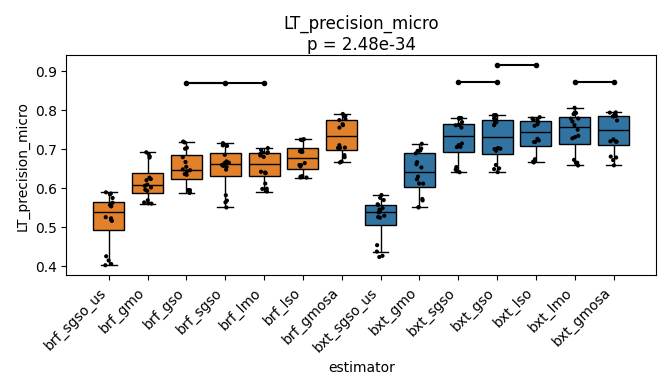 LT_precision_micro
p = 2.48e-34
LT_precision_micro
0.9
0.8
0.7
0.6
0.5
0.4
brf_sgso_us
brf_gmo
brf_gso
brf_sgso
brf_lmo
brf_lso
brf_gmosa
bxt_sgso_us
bxt_gmo
bxt_sgso
bxt_gso
bxt_lso
bxt_lmo
bxt_gmosa
estimator